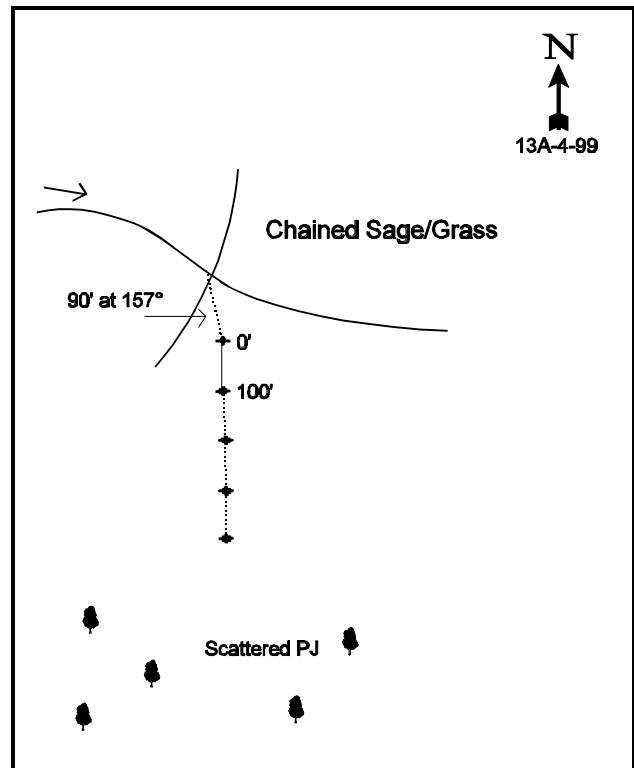 N
13A-4-99
Chained Sage/Grass
90' at 157°
0'
100'
Scattered PJ